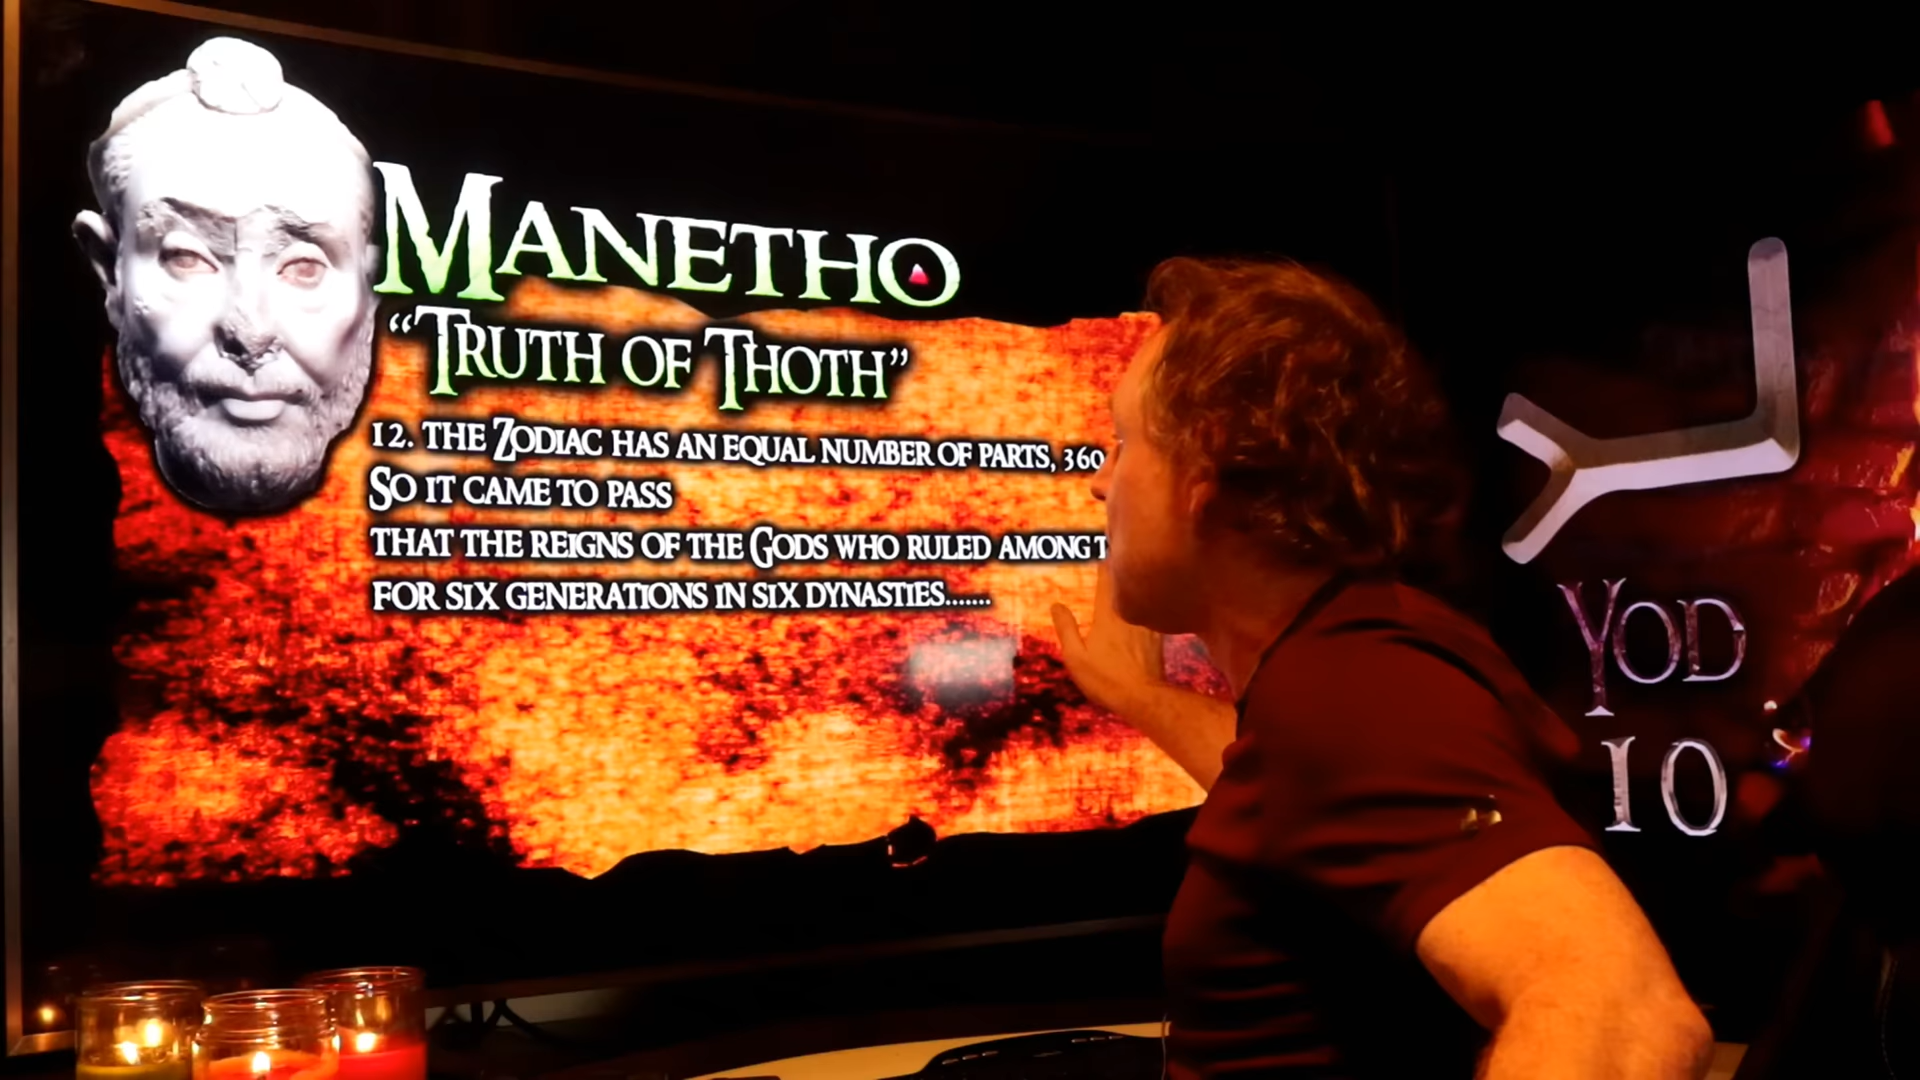 MANETHO
“TRUTH OF THOTH”
12. THE ZODIAC HAS AN EQUAL NUMBER OF PARTS, 360
SO IT CAME TO PASS
THAT THE REIGNS OF THE GODS WHO RULED AMONG
FOR SIX GENERATIONS IN SIX DYNASTIES.......
YOD
10